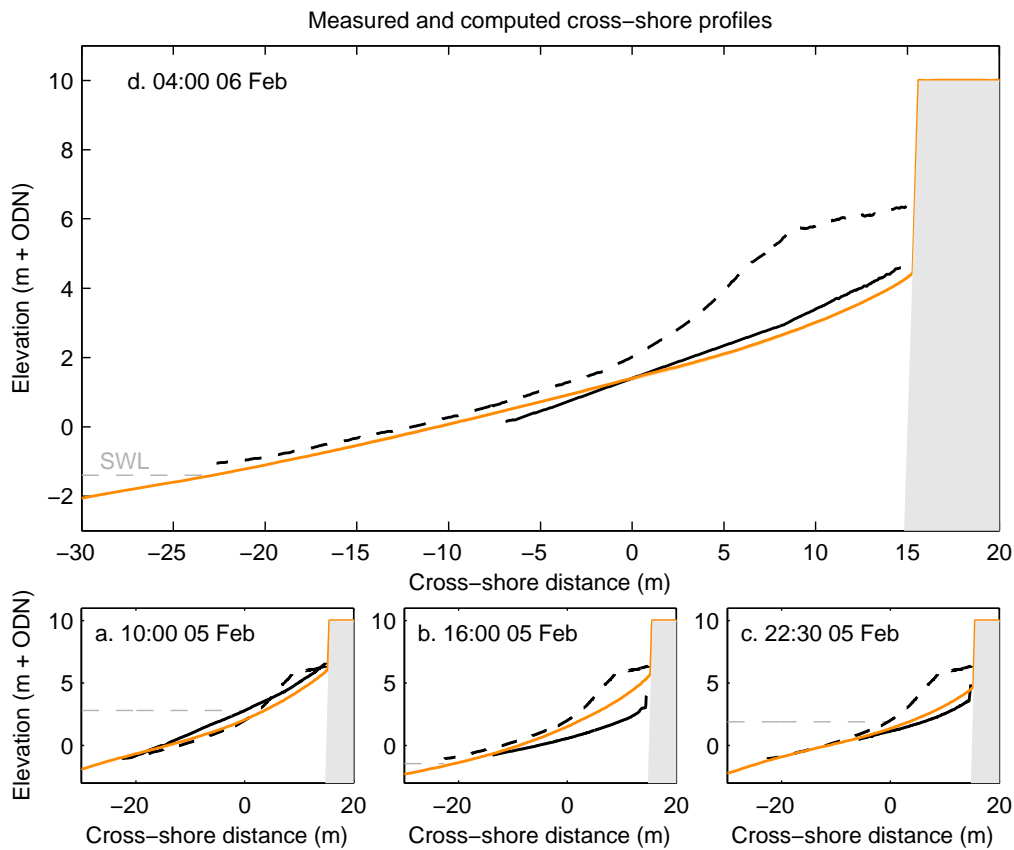 Measured and computed cross−shore profiles
d. 04:00 06 Feb
10
8
6
4
2
0
−2
Elevation (m + ODN)
SWL
−30 −25 −20 −15 −10 −5 0 5 10 15 20
Cross−shore distance (m)
a. 10:00 05 Feb
b. 16:00 05 Feb
c. 22:30 05 Feb
Elevation (m + ODN)
10 10 10
5 5 5
0 0 0
−20 0 20 −20 0 20 −20 0 20
Cross−shore distance (m) Cross−shore distance (m) Cross−shore distance (m)